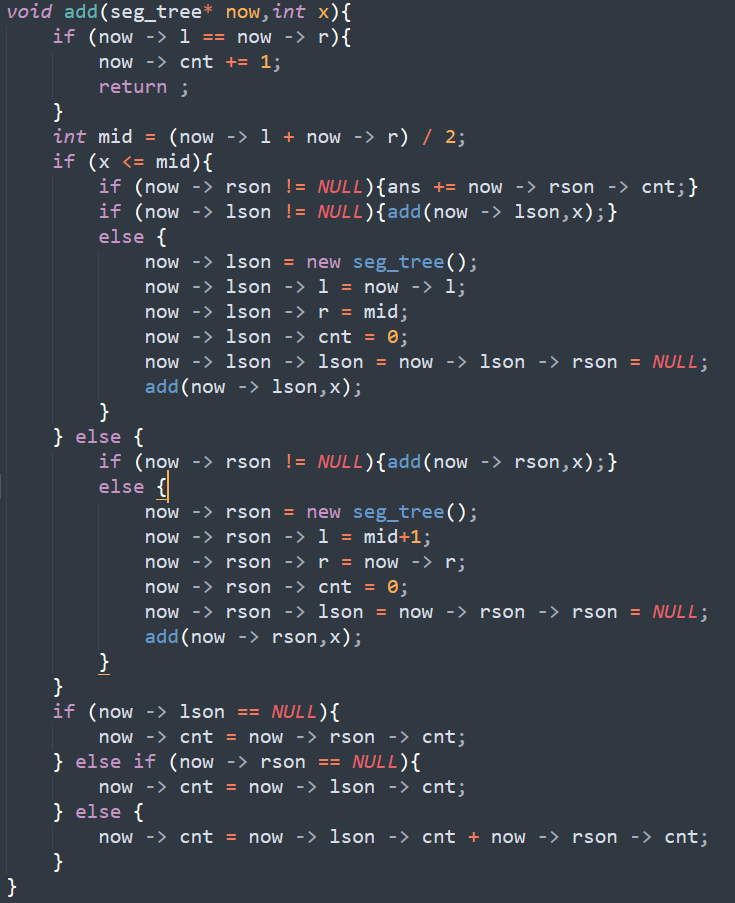 void add(seg_tree* now,int x){
    if (now -> l == now -> r){
        now -> cnt += 1;
        return ;
    }
    int mid = (now -> l + now -> r) / 2;
    if (x <= mid){
        if (now -> rson != NULL){ans += now -> rson -> cnt;}
        if (now -> lson != NULL){add(now -> lson,x);}
        else {
            now -> lson = new seg_tree();
            now -> lson -> l = now -> l;
            now -> lson -> r = mid;
            now -> lson -> cnt = 0;
            now -> lson -> lson = now -> lson -> rson = NULL;
            add(now -> lson,x);
        }
    } else {
        if (now -> rson != NULL){add(now -> rson,x);}
        else {
            now -> rson = new seg_tree();
            now -> rson -> l = mid+1;
            now -> rson -> r = now -> r;
            now -> rson -> cnt = 0;
            now -> rson -> lson = now -> rson -> rson = NULL;
            add(now -> rson,x);
        }
    }
    if (now -> lson == NULL){
        now -> cnt = now -> rson -> cnt;
    } else if (now -> rson == NULL){
        now -> cnt = now -> lson -> cnt;
    } else {
        now -> cnt = now -> lson -> cnt + now -> rson -> cnt;
    }
}